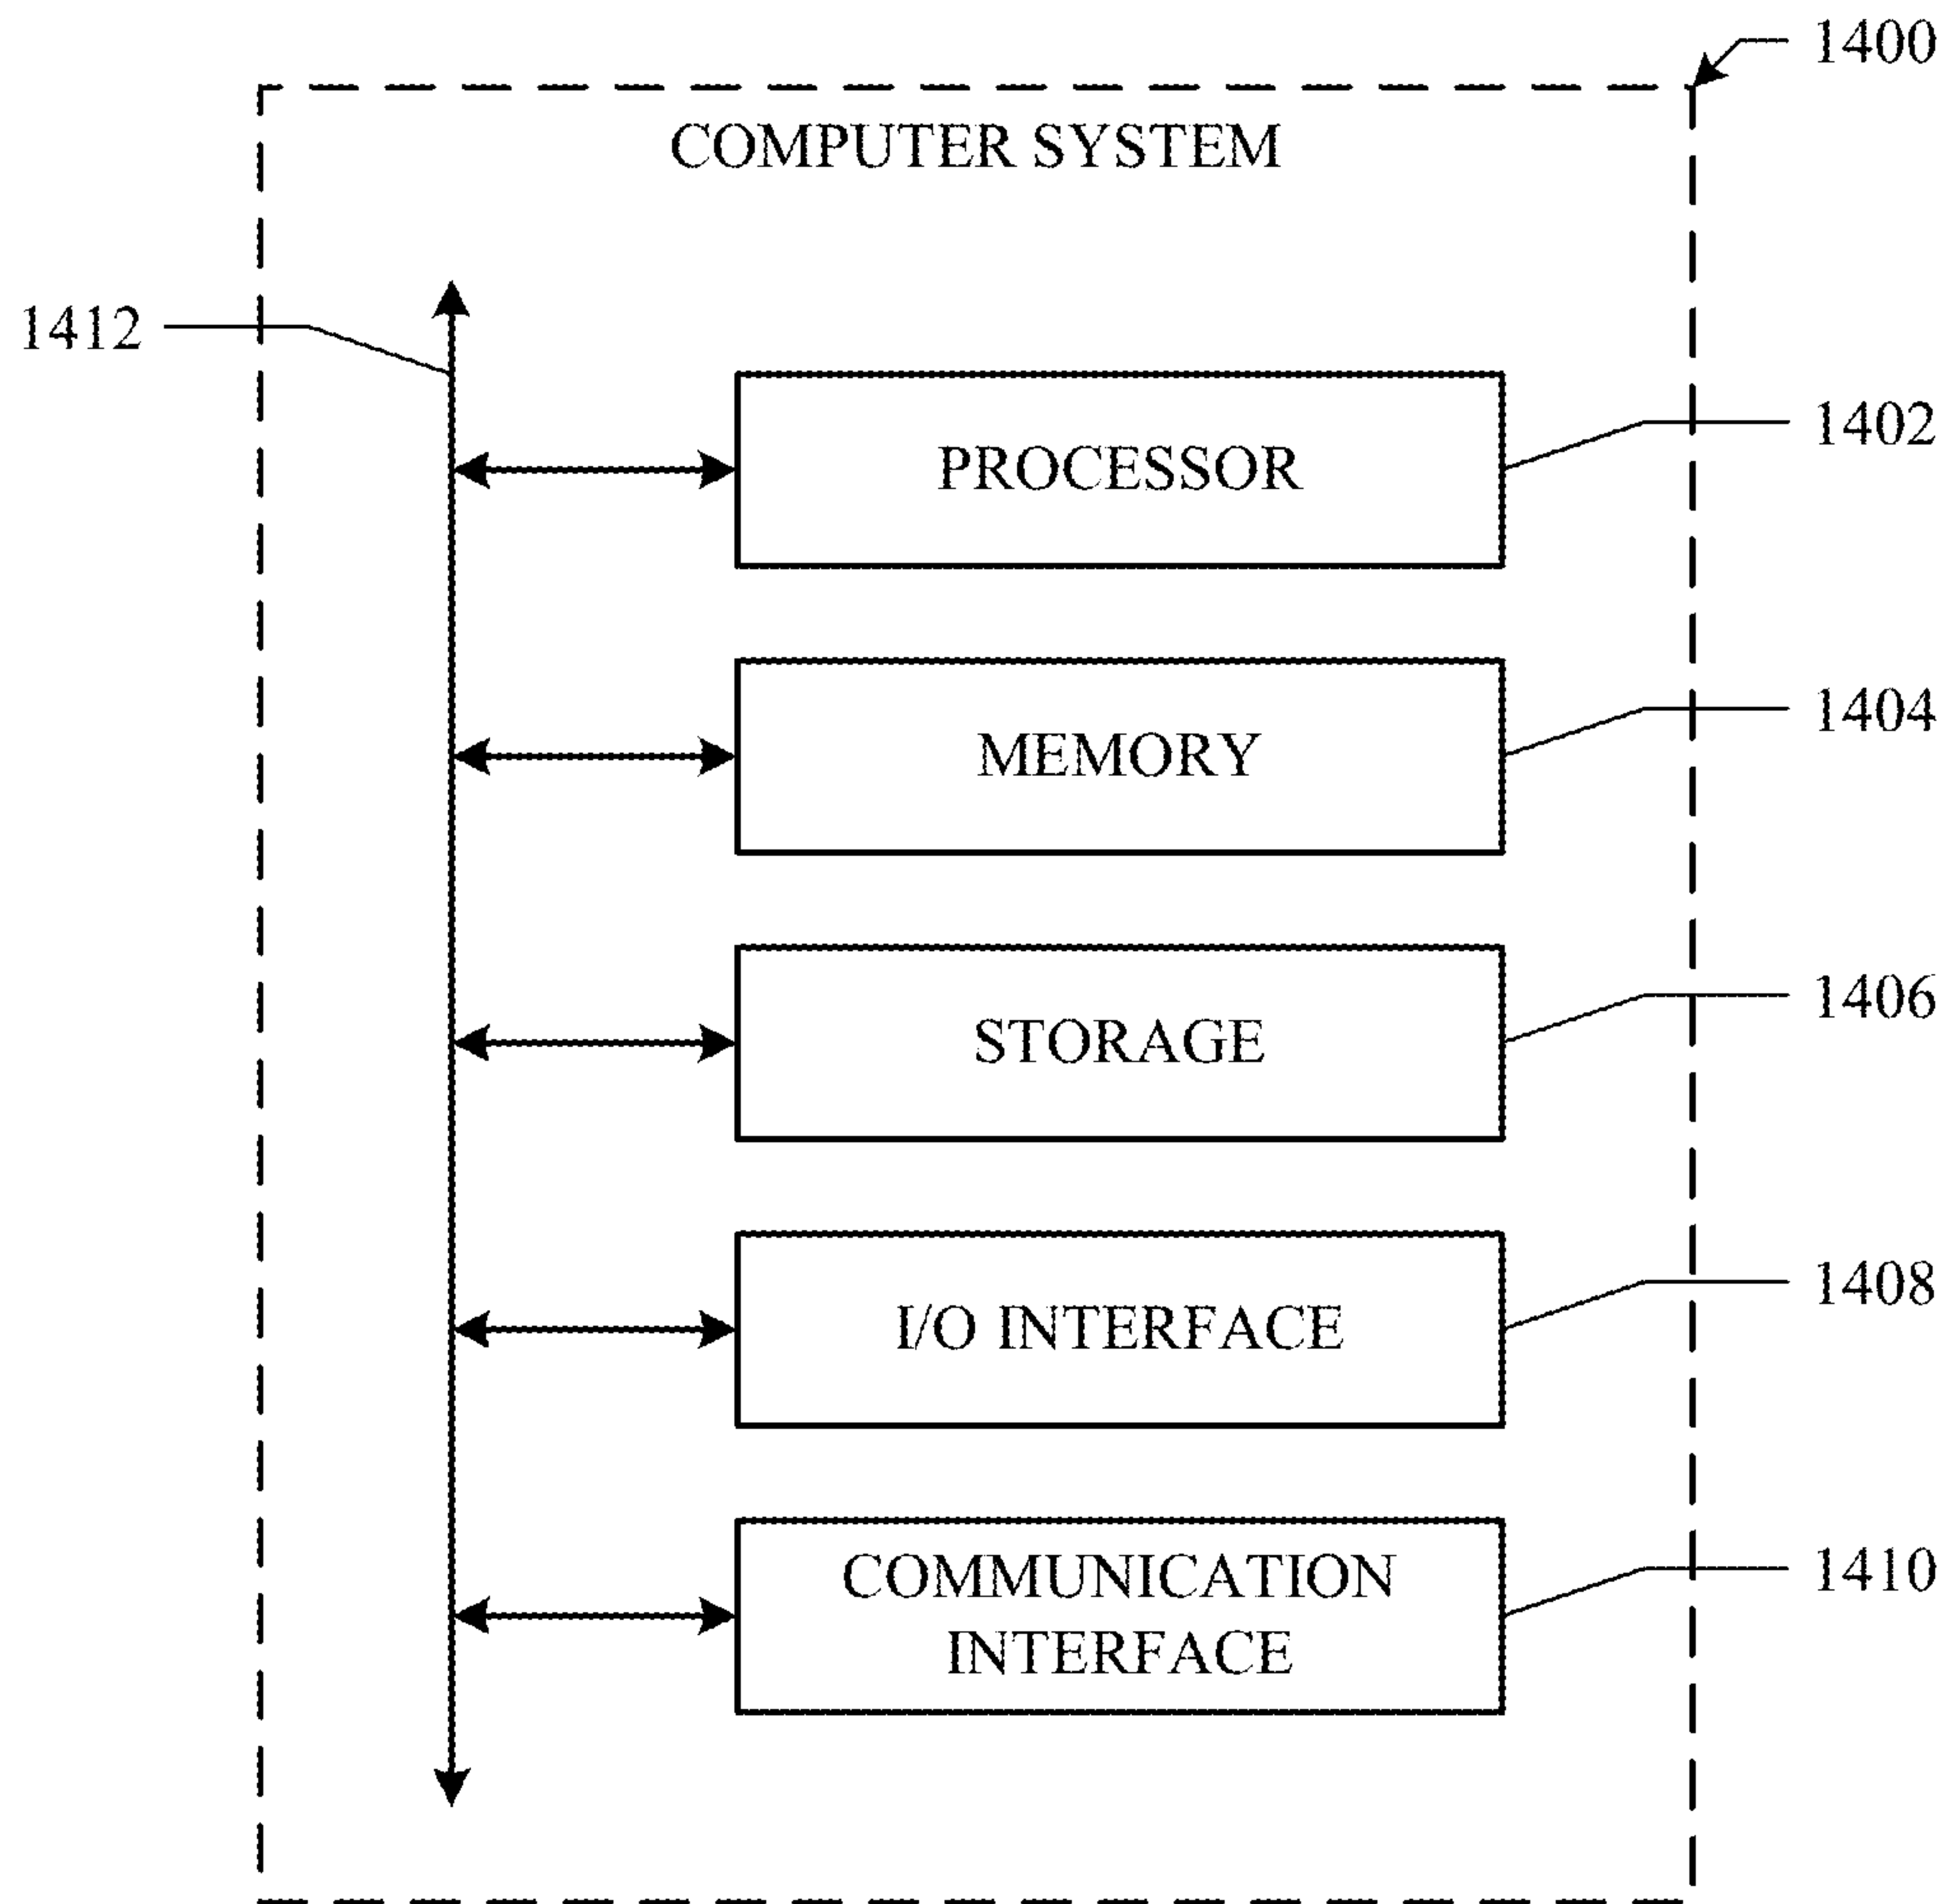 1400
COMPUTER SYSTEM
1412
1402
PROCESSOR
1404
MEMORY
1406
STORAGE
1408
I/O INTERFACE
1410
COMMUNICATION
INTERFACE